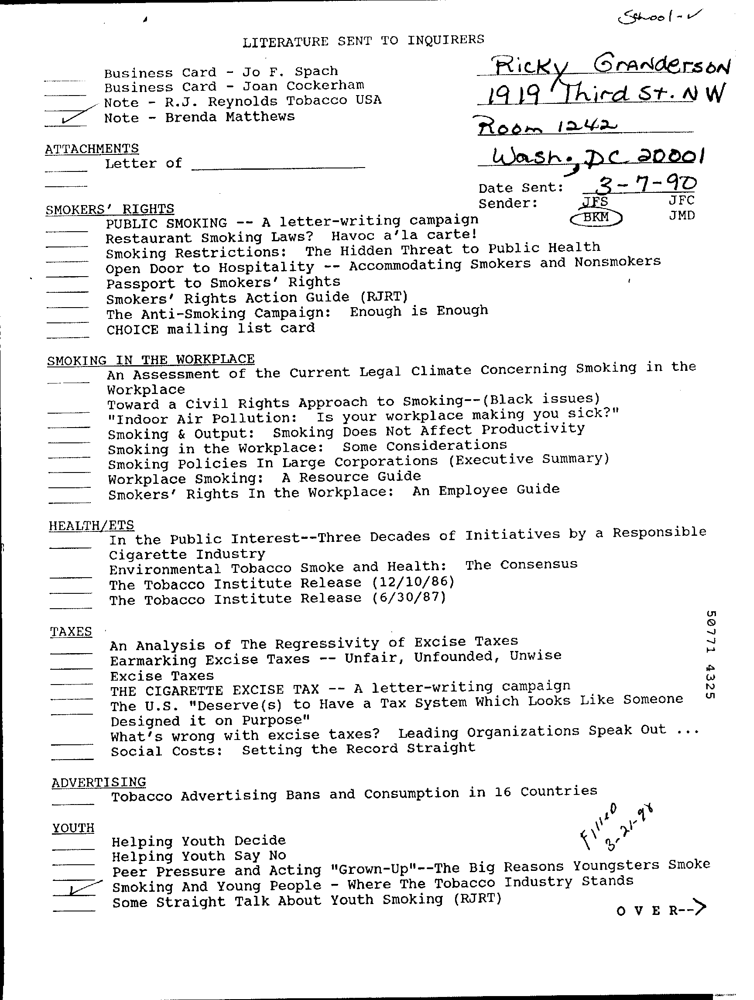 School - ✓
LITERATURE SENT TO INQUIRERS
Ricky Granderson
1919 Third St. NW
Room 1242
Wash., DC 20001
Business Card - Jo F. Spach
Business Card - Joan Cockerham
Note - R.J. Reynolds Tobacco USA
✓ Note - Brenda Matthews
ATTACHMENTS
Letter of
Date Sent: 3-7-90
Sender: JFS JFC
BKM JMD
SMOKERS' RIGHTS
PUBLIC SMOKING -- A letter-writing campaign
Restaurant Smoking Laws? Havoc a'la carte!
Smoking Restrictions: The Hidden Threat to Public Health
Open Door to Hospitality -- Accommodating Smokers and Nonsmokers
Passport to Smokers' Rights
Smokers' Rights Action Guide (RJRT)
The Anti-Smoking Campaign: Enough is Enough
CHOICE mailing list card
SMOKING IN THE WORKPLACE
An Assessment of the Current Legal Climate Concerning Smoking in the
Workplace
Toward a Civil Rights Approach to Smoking--(Black issues)
"Indoor Air Pollution: Is your workplace making you sick?"
Smoking & Output: Smoking Does Not Affect Productivity
Smoking in the Workplace: Some Considerations
Smoking Policies In Large Corporations (Executive Summary)
Workplace Smoking: A Resource Guide
Smokers' Rights In the Workplace: An Employee Guide
HEALTH/ETS
In the Public Interest--Three Decades of Initiatives by a Responsible
Cigarette Industry
Environmental Tobacco Smoke and Health: The Consensus
The Tobacco Institute Release (12/10/86)
The Tobacco Institute Release (6/30/87)
TAXES
An Analysis of The Regressivity of Excise Taxes
Earmarking Excise Taxes -- Unfair, Unfounded, Unwise
Excise Taxes
THE CIGARETTE EXCISE TAX -- A letter-writing campaign
The U.S. "Deserve(s) to Have a Tax System Which Looks Like Someone
Designed it on Purpose"
What's wrong with excise taxes? Leading Organizations Speak Out ...
Social Costs: Setting the Record Straight
50771 4325
ADVERTISING
Tobacco Advertising Bans and Consumption in 16 Countries
YOUTH
Helping Youth Decide
Helping Youth Say No
Peer Pressure and Acting "Grown-Up"--The Big Reasons Youngsters Smoke
✓ Smoking And Young People - Where The Tobacco Industry Stands
Some Straight Talk About Youth Smoking (RJRT)
Filled
O V E R-->